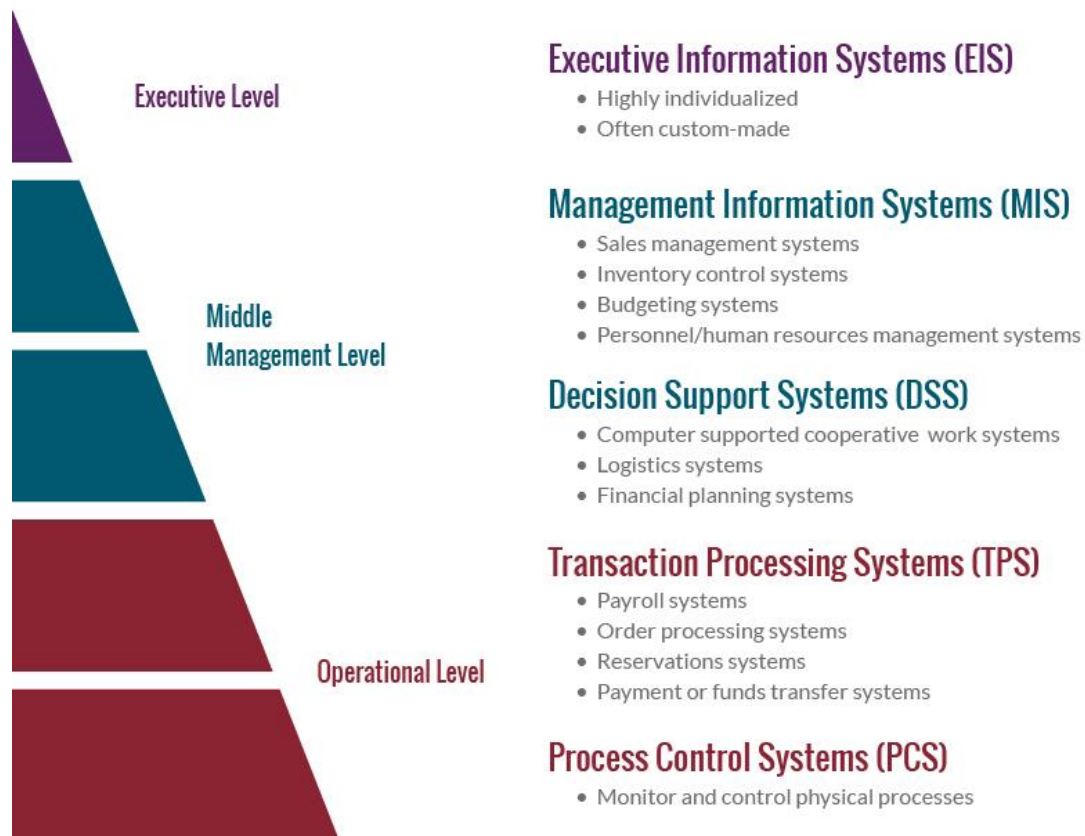 Executive Level
Executive Information Systems (EIS)
• Highly individualized
• Often custom-made
Middle
Management Level
Management Information Systems (MIS)
• Sales management systems
• Inventory control systems
• Budgeting systems
• Personnel/human resources management systems
Decision Support Systems (DSS)
• Computer supported cooperative work systems
• Logistics systems
• Financial planning systems
Operational Level
Transaction Processing Systems (TPS)
• Payroll systems
• Order processing systems
• Reservations systems
• Payment or funds transfer systems
Process Control Systems (PCS)
• Monitor and control physical processes